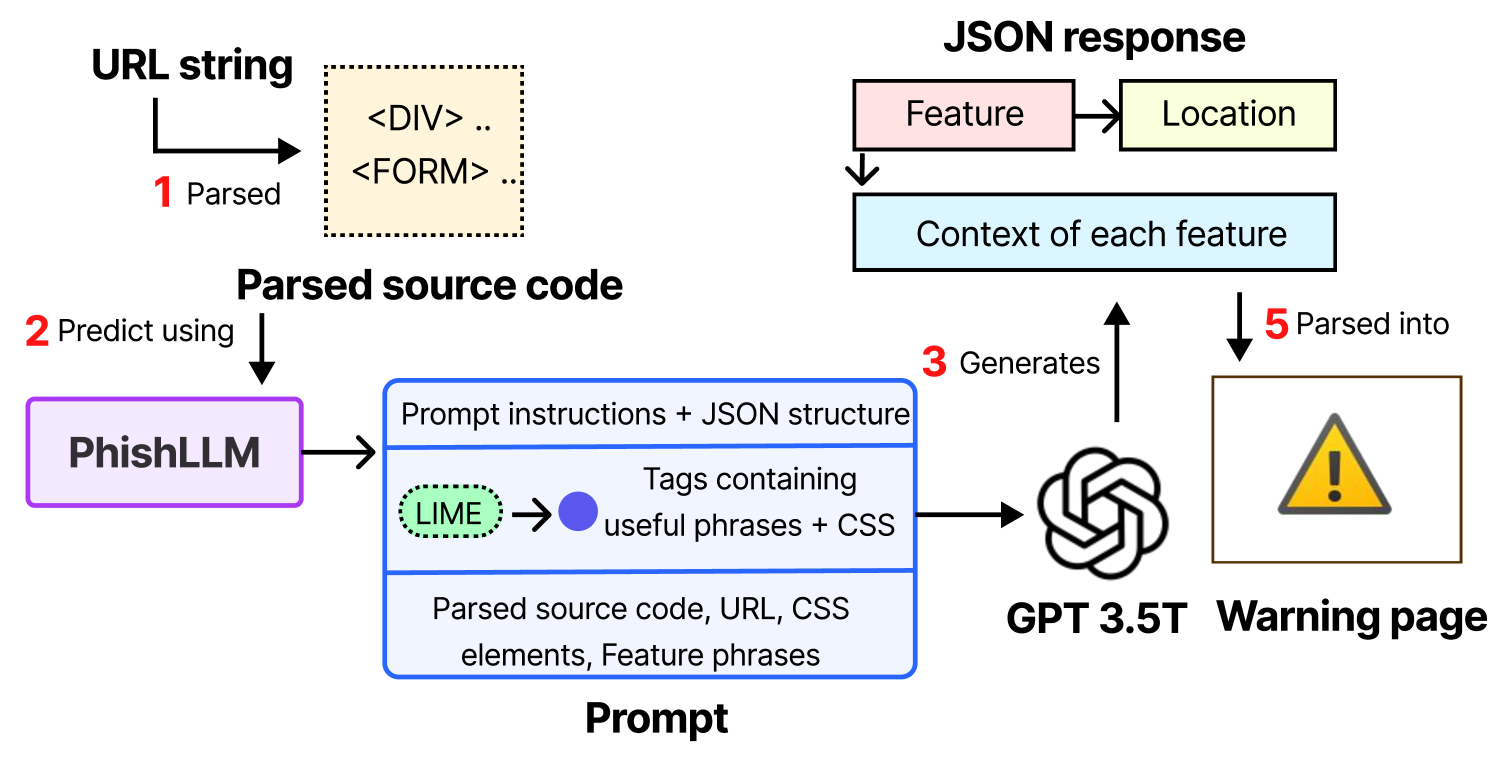 URL string
<DIV> ..
<FORM> ..
1 Parsed
Parsed source code
2 Predict using
PhishLLM
Prompt instructions + JSON structure
LIME
Tags containing
useful phrases + CSS
Parsed source code, URL, CSS
elements, Feature phrases
Prompt
GPT 3.5T
3 Generates
JSON response
Feature
Location
Context of each feature
5 Parsed into
!
Warning page